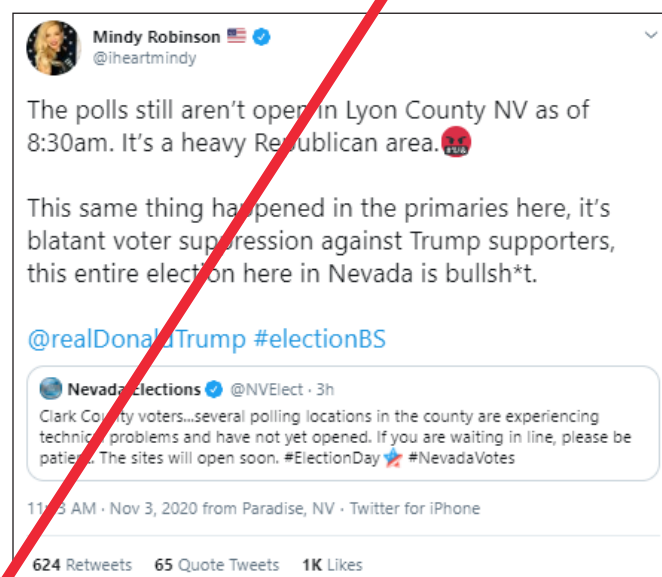 Mindy Robinson
@iheartmindy
The polls still aren't open in Lyon County NV as of
8:30am. It's a heavy Republican area.
This same thing happened in the primaries here, it's
blatant voter suppression against Trump supporters,
this entire election here in Nevada is bullsh*t.
@realDonaldTrump #electionBS
Nevada Elections @NVElect · 3h
Clark County voters...several polling locations in the county are experiencing
technical problems and have not yet opened. If you are waiting in line, please be
patient. The sites will open soon. #ElectionDay #NevadaVotes
AM · Nov 3, 2020 from Paradise, NV · Twitter for iPhone
624 Retweets 65 Quote Tweets 1K Likes